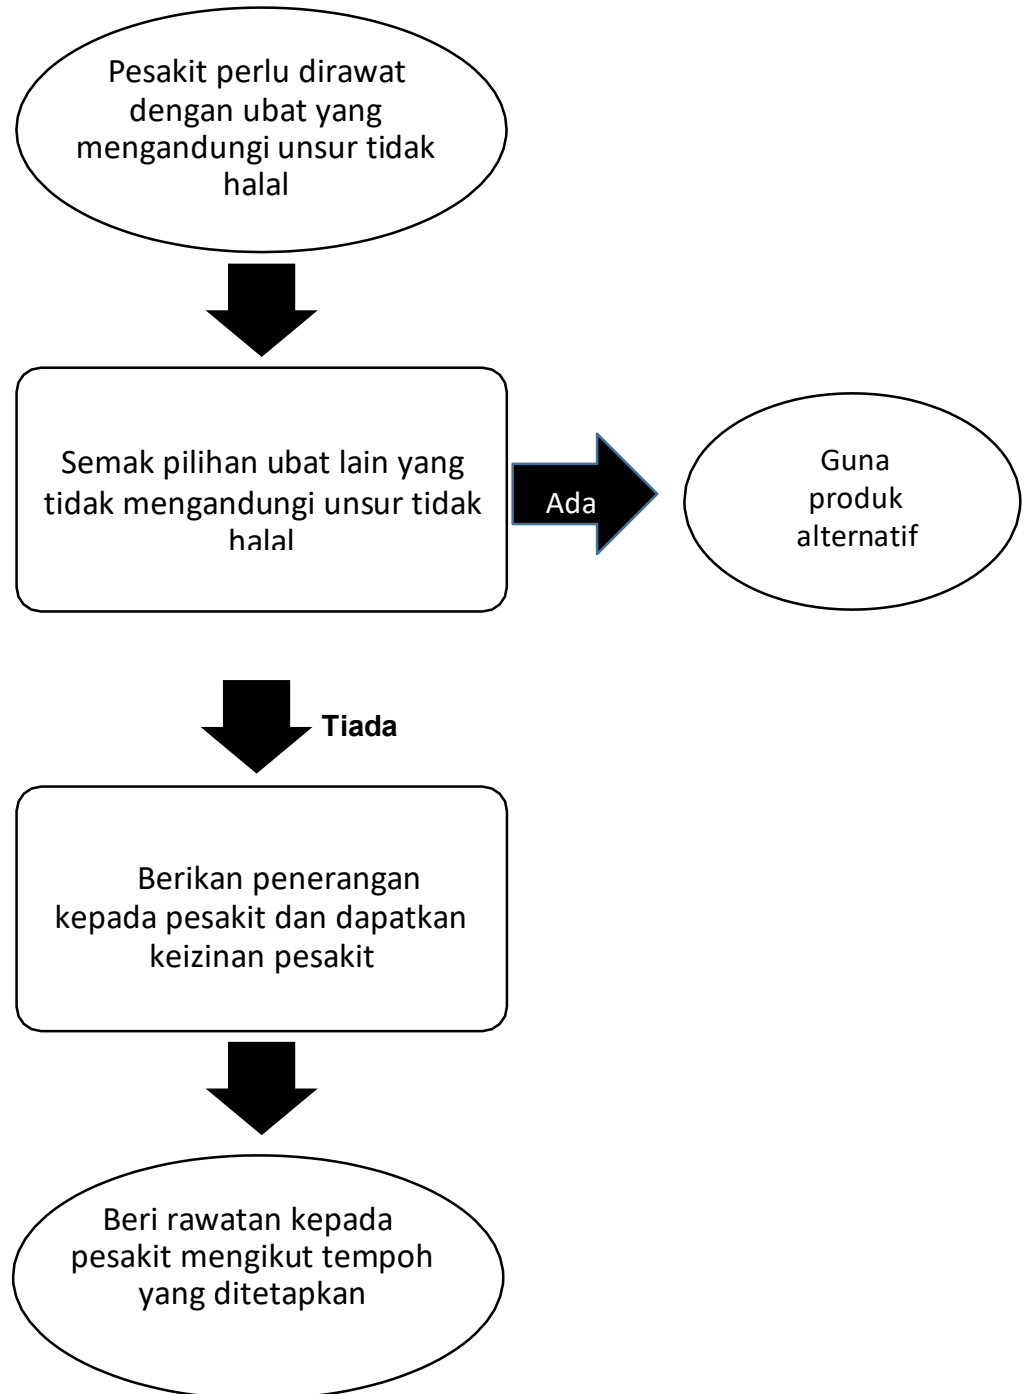 Pesakit perlu dirawat
dengan ubat yang
mengandungi unsur tidak
halal
Semak pilihan ubat lain yang
tidak mengandungi unsur tidak
halal
Ada
Guna
produk
alternatif
Tiada
Berikan penerangan
kepada pesakit dan dapatkan
keizinan pesakit
Beri rawatan kepada
pesakit mengikut tempoh
yang ditetapkan